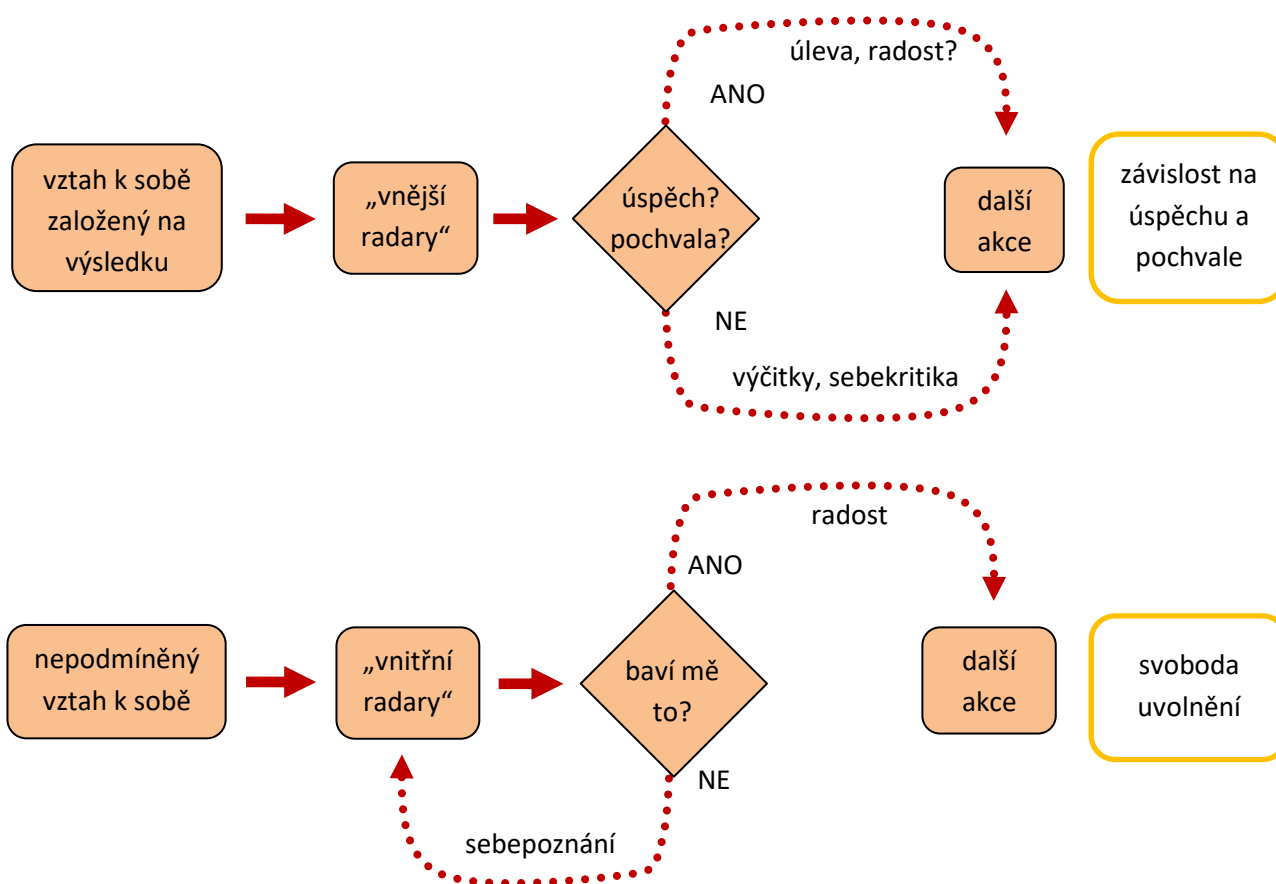 úleva, radost?
ANO
vztah k sobě
založený na
výsledku
„vnější
radary“
úspěch?
pochvala?
další
akce
závislost na
úspěchu a
pochvale
NE
výčitky, sebekritika
radost
ANO
nepodmíněný
vztah k sobě
„vnitřní
radary“
baví mě
to?
další
akce
svoboda
uvolnění
NE
sebepoznání